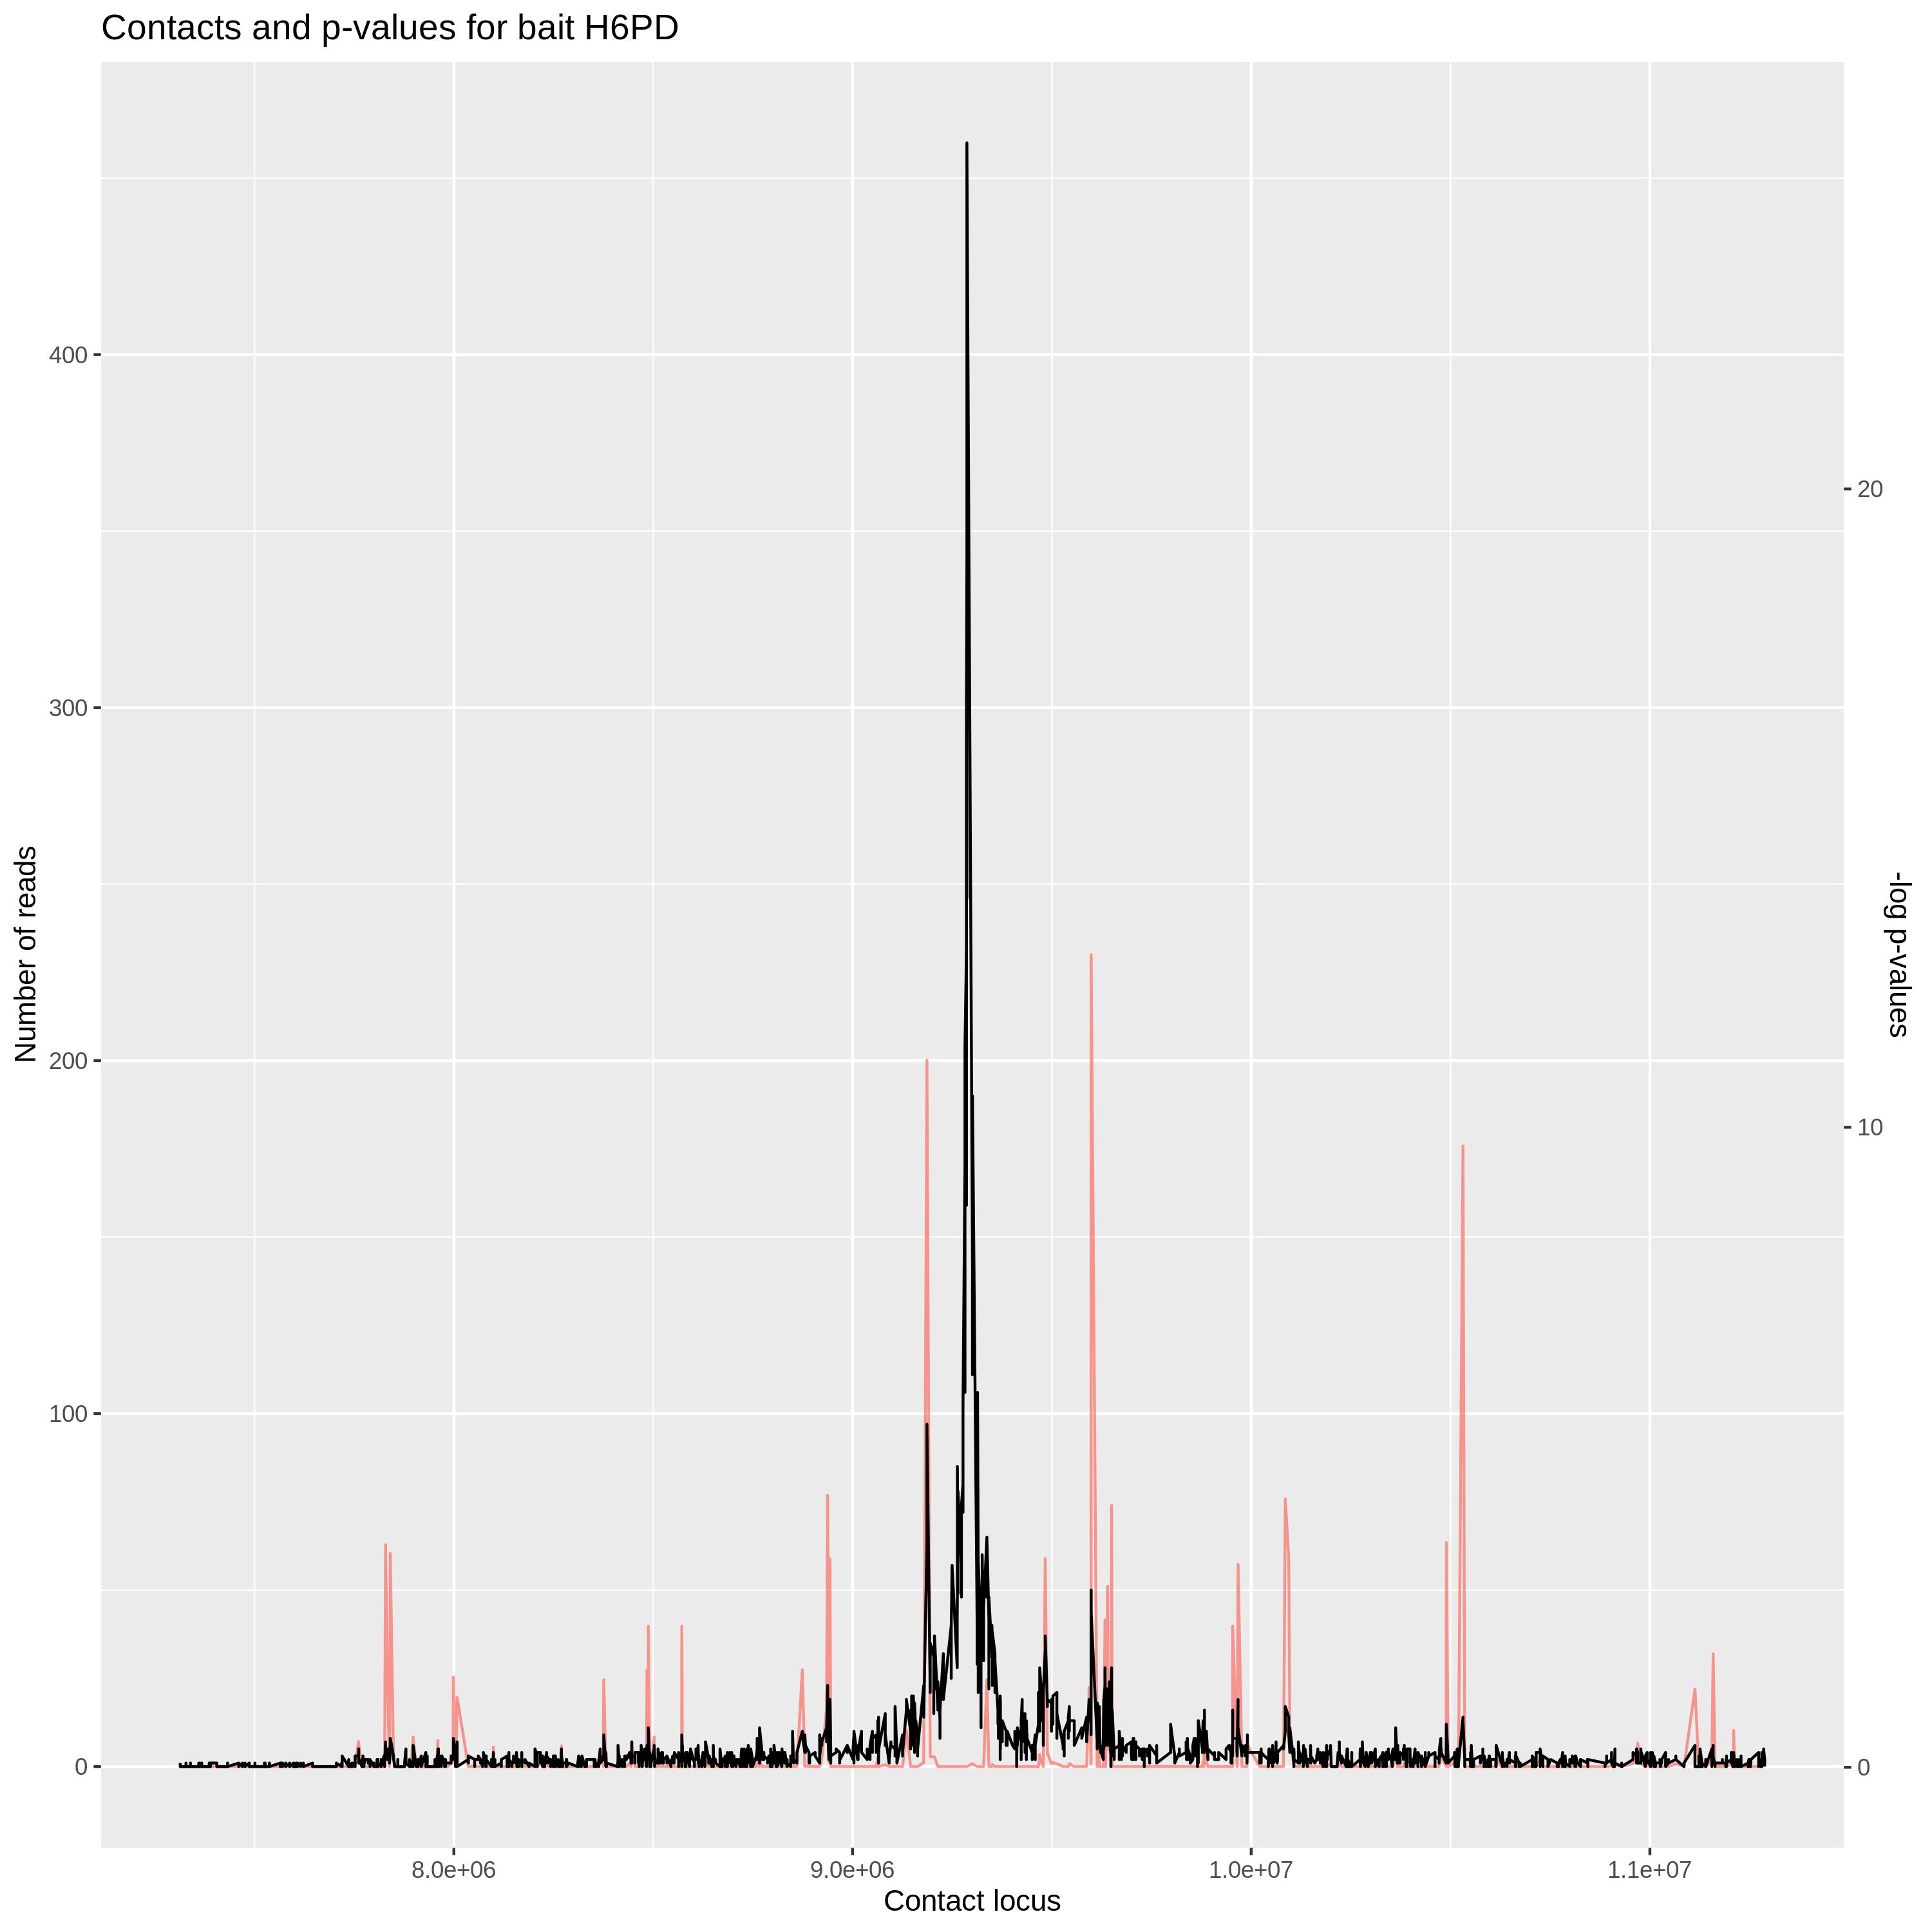 Contacts and p-values for bait H6PD
400
300
200
100
0
Number of reads
20
10
0
-log p-values
8.0e+06
9.0e+06
1.0e+07
1.1e+07
Contact locus